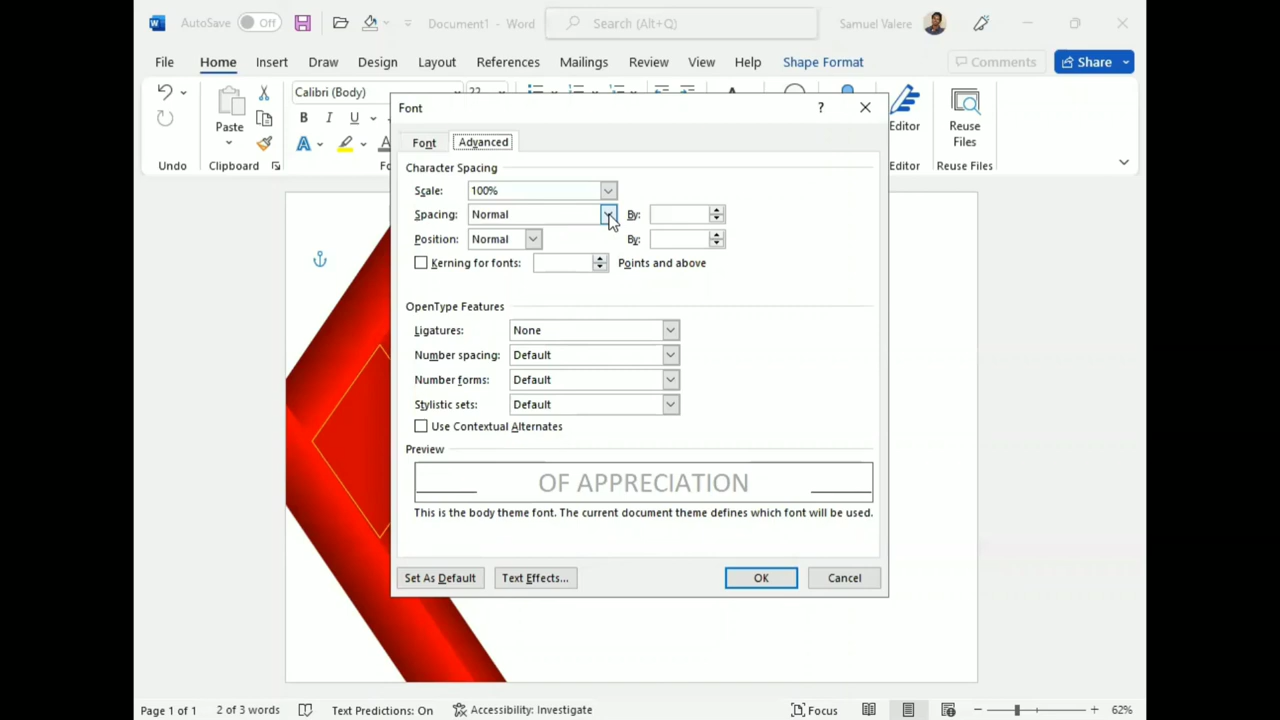 AutoSave Off Document1 - Word Search (Alt+Q) Samuel Valere
File Home Insert Draw Design Layout References Mailings Review View Help Shape Format Comments Share
Calibri (Body) 22
Paste B I U A Editor Reuse Files
Undo Clipboard Editor Reuse Files
Font ? ×
Font Advanced
Character Spacing
Scale: 100%
Spacing: Normal By:
Position: Normal By:
Kerning for fonts: Points and above
OpenType Features
Ligatures: None
Number spacing: Default
Number forms: Default
Stylistic sets: Default
Use Contextual Alternates
Preview
OF APPRECIATION
This is the body theme font. The current document theme defines which font will be used.
Set As Default Text Effects... OK Cancel
Page 1 of 1 2 of 3 words Text Predictions: On Accessibility: Investigate Focus 62%